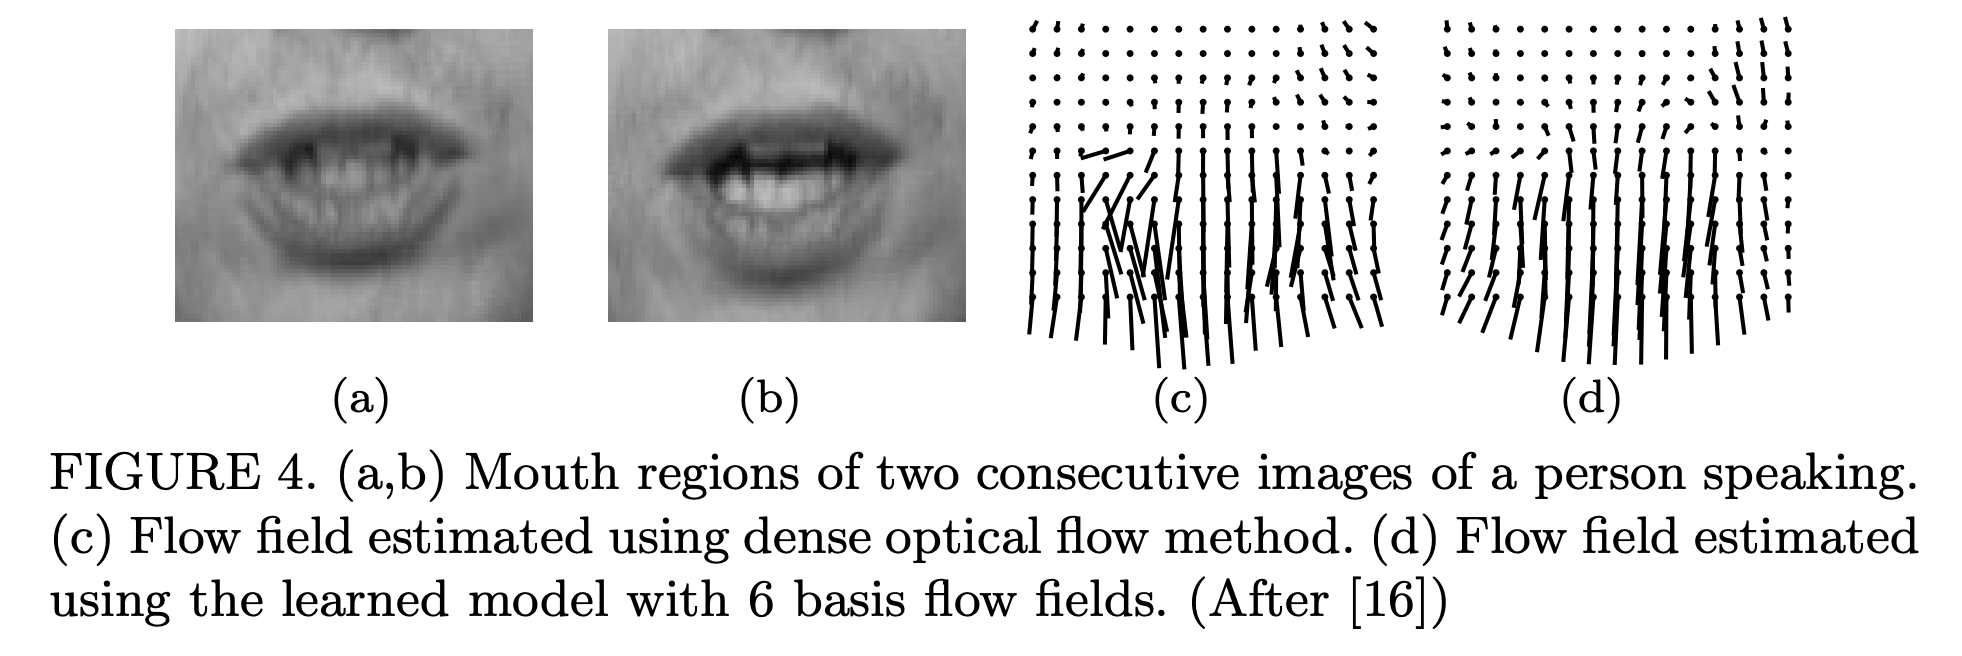 (a) (b) (c) (d)
FIGURE 4. (a,b) Mouth regions of two consecutive images of a person speaking.
(c) Flow field estimated using dense optical flow method. (d) Flow field estimated
using the learned model with 6 basis flow fields. (After [16])